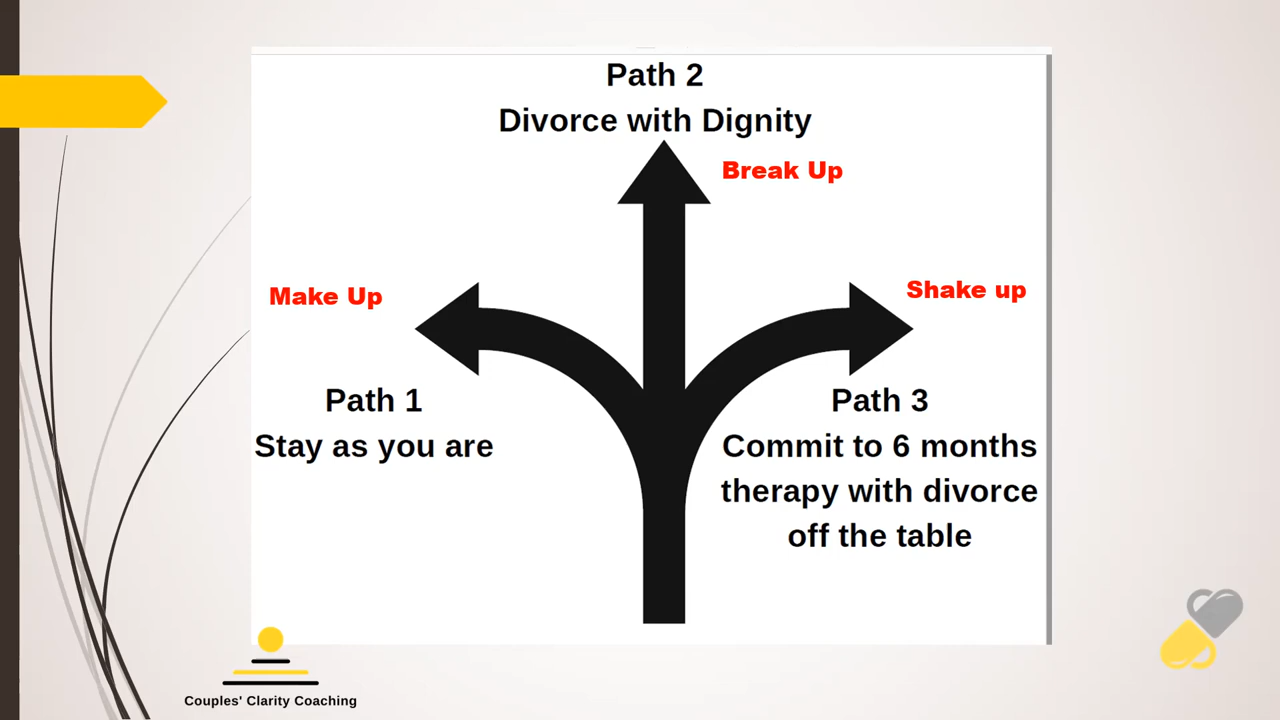 Path 2
Divorce with Dignity
Break Up
Make Up
Shake up
Path 1
Stay as you are
Path 3
Commit to 6 months
therapy with divorce
off the table
Couples' Clarity Coaching